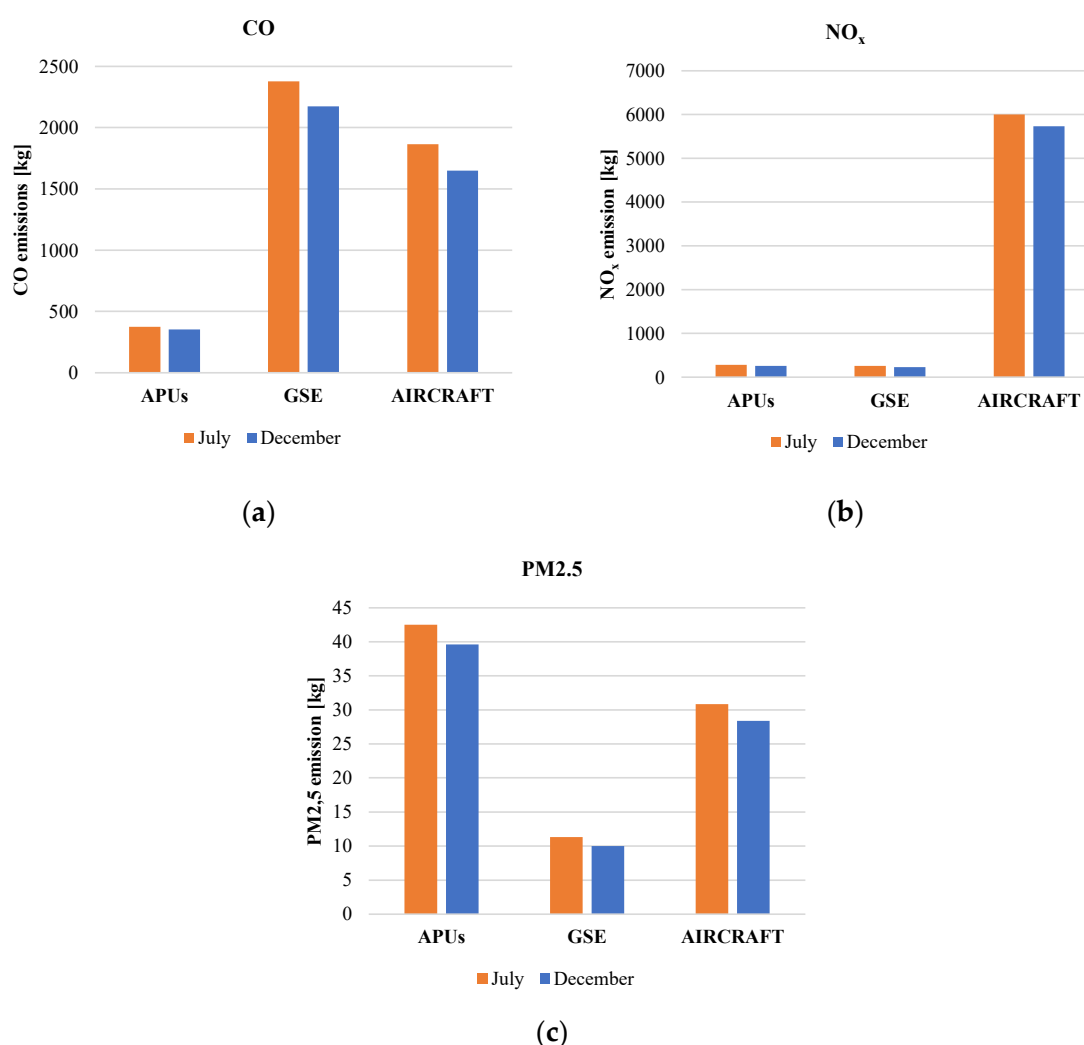 CO
CO emissions [kg]
2500
2000
1500
1000
500
0
APUs GSE AIRCRAFT
July December
(a)
NOx
NOx emission [kg]
7000
6000
5000
4000
3000
2000
1000
0
APUs GSE AIRCRAFT
July December
(b)
PM2.5
PM2,5 emission [kg]
45
40
35
30
25
20
15
10
5
0
APUs GSE AIRCRAFT
July December
(c)